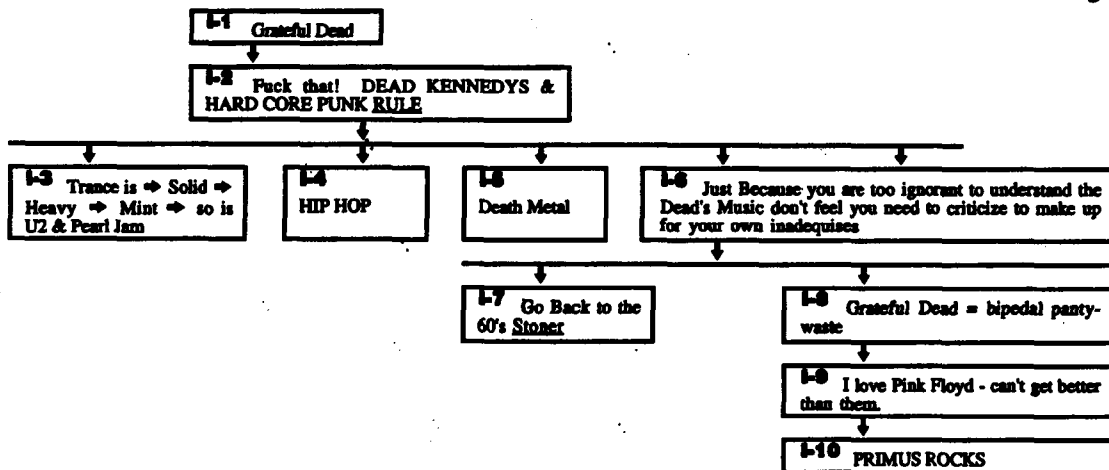 I-1 Grateful Dead
I-2 Fuck that! DEAD KENNEDYS &
HARD CORE PUNK RULE
I-3 Trance is ➔ Solid ➔
Heavy ➔ Mint ➔ so is
U2 & Pearl Jam
I-4
HIP HOP
I-5
Death Metal
I-6 Just Because you are too ignorant to understand the
Dead's Music don't feel you need to criticize to make up
for your own inadequises
I-7 Go Back to the
60's Stoner
I-8 Grateful Dead = bipedal panty-
waste
I-9 I love Pink Floyd - can't get better
than them.
I-10 PRIMUS ROCKS